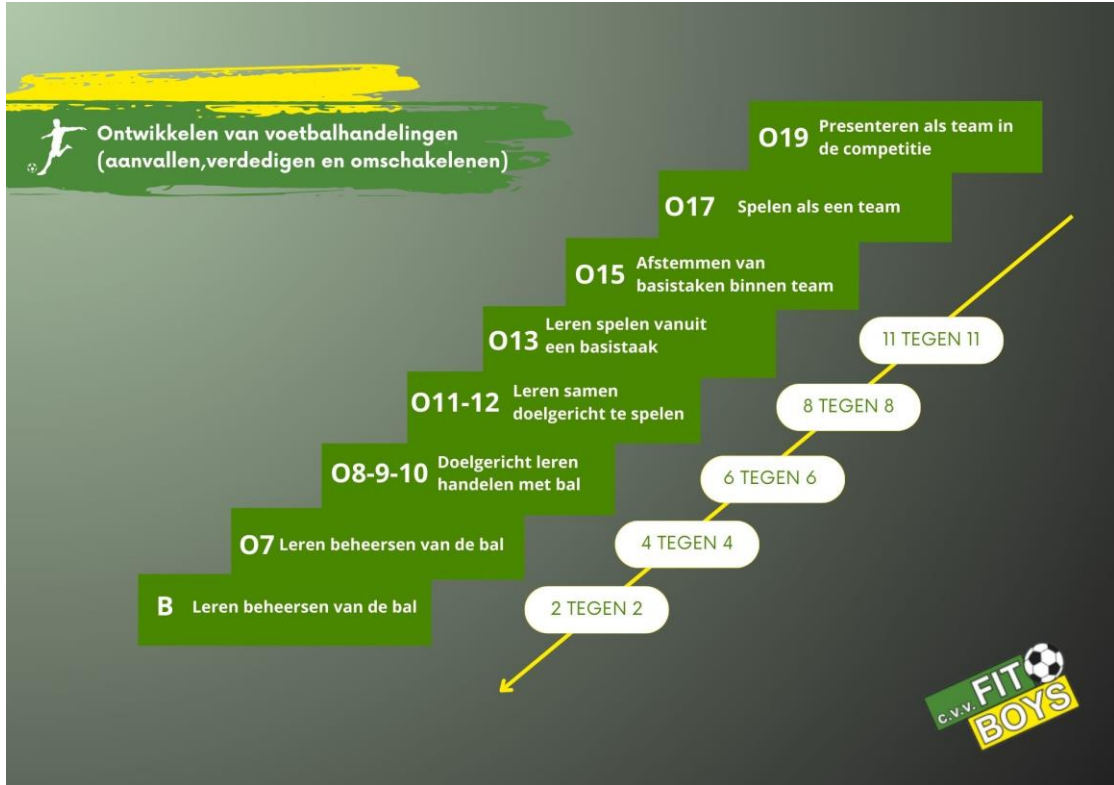 Ontwikkelen van voetbalhandelingen
(aanvallen,verdedigen en omschakelenen)
O19 Presenteren als team in
de competitie
O17 Spelen als een team
O15 Afstemmen van
basistaken binnen team
O13 Leren spelen vanuit
een basistaak
O11-12 Leren samen
doelgericht te spelen
O8-9-10 Doelgericht leren
handelen met bal
O7 Leren beheersen van de bal
B Leren beheersen van de bal
11 TEGEN 11
8 TEGEN 8
6 TEGEN 6
4 TEGEN 4
2 TEGEN 2
c.v.v. FIT
BOYS